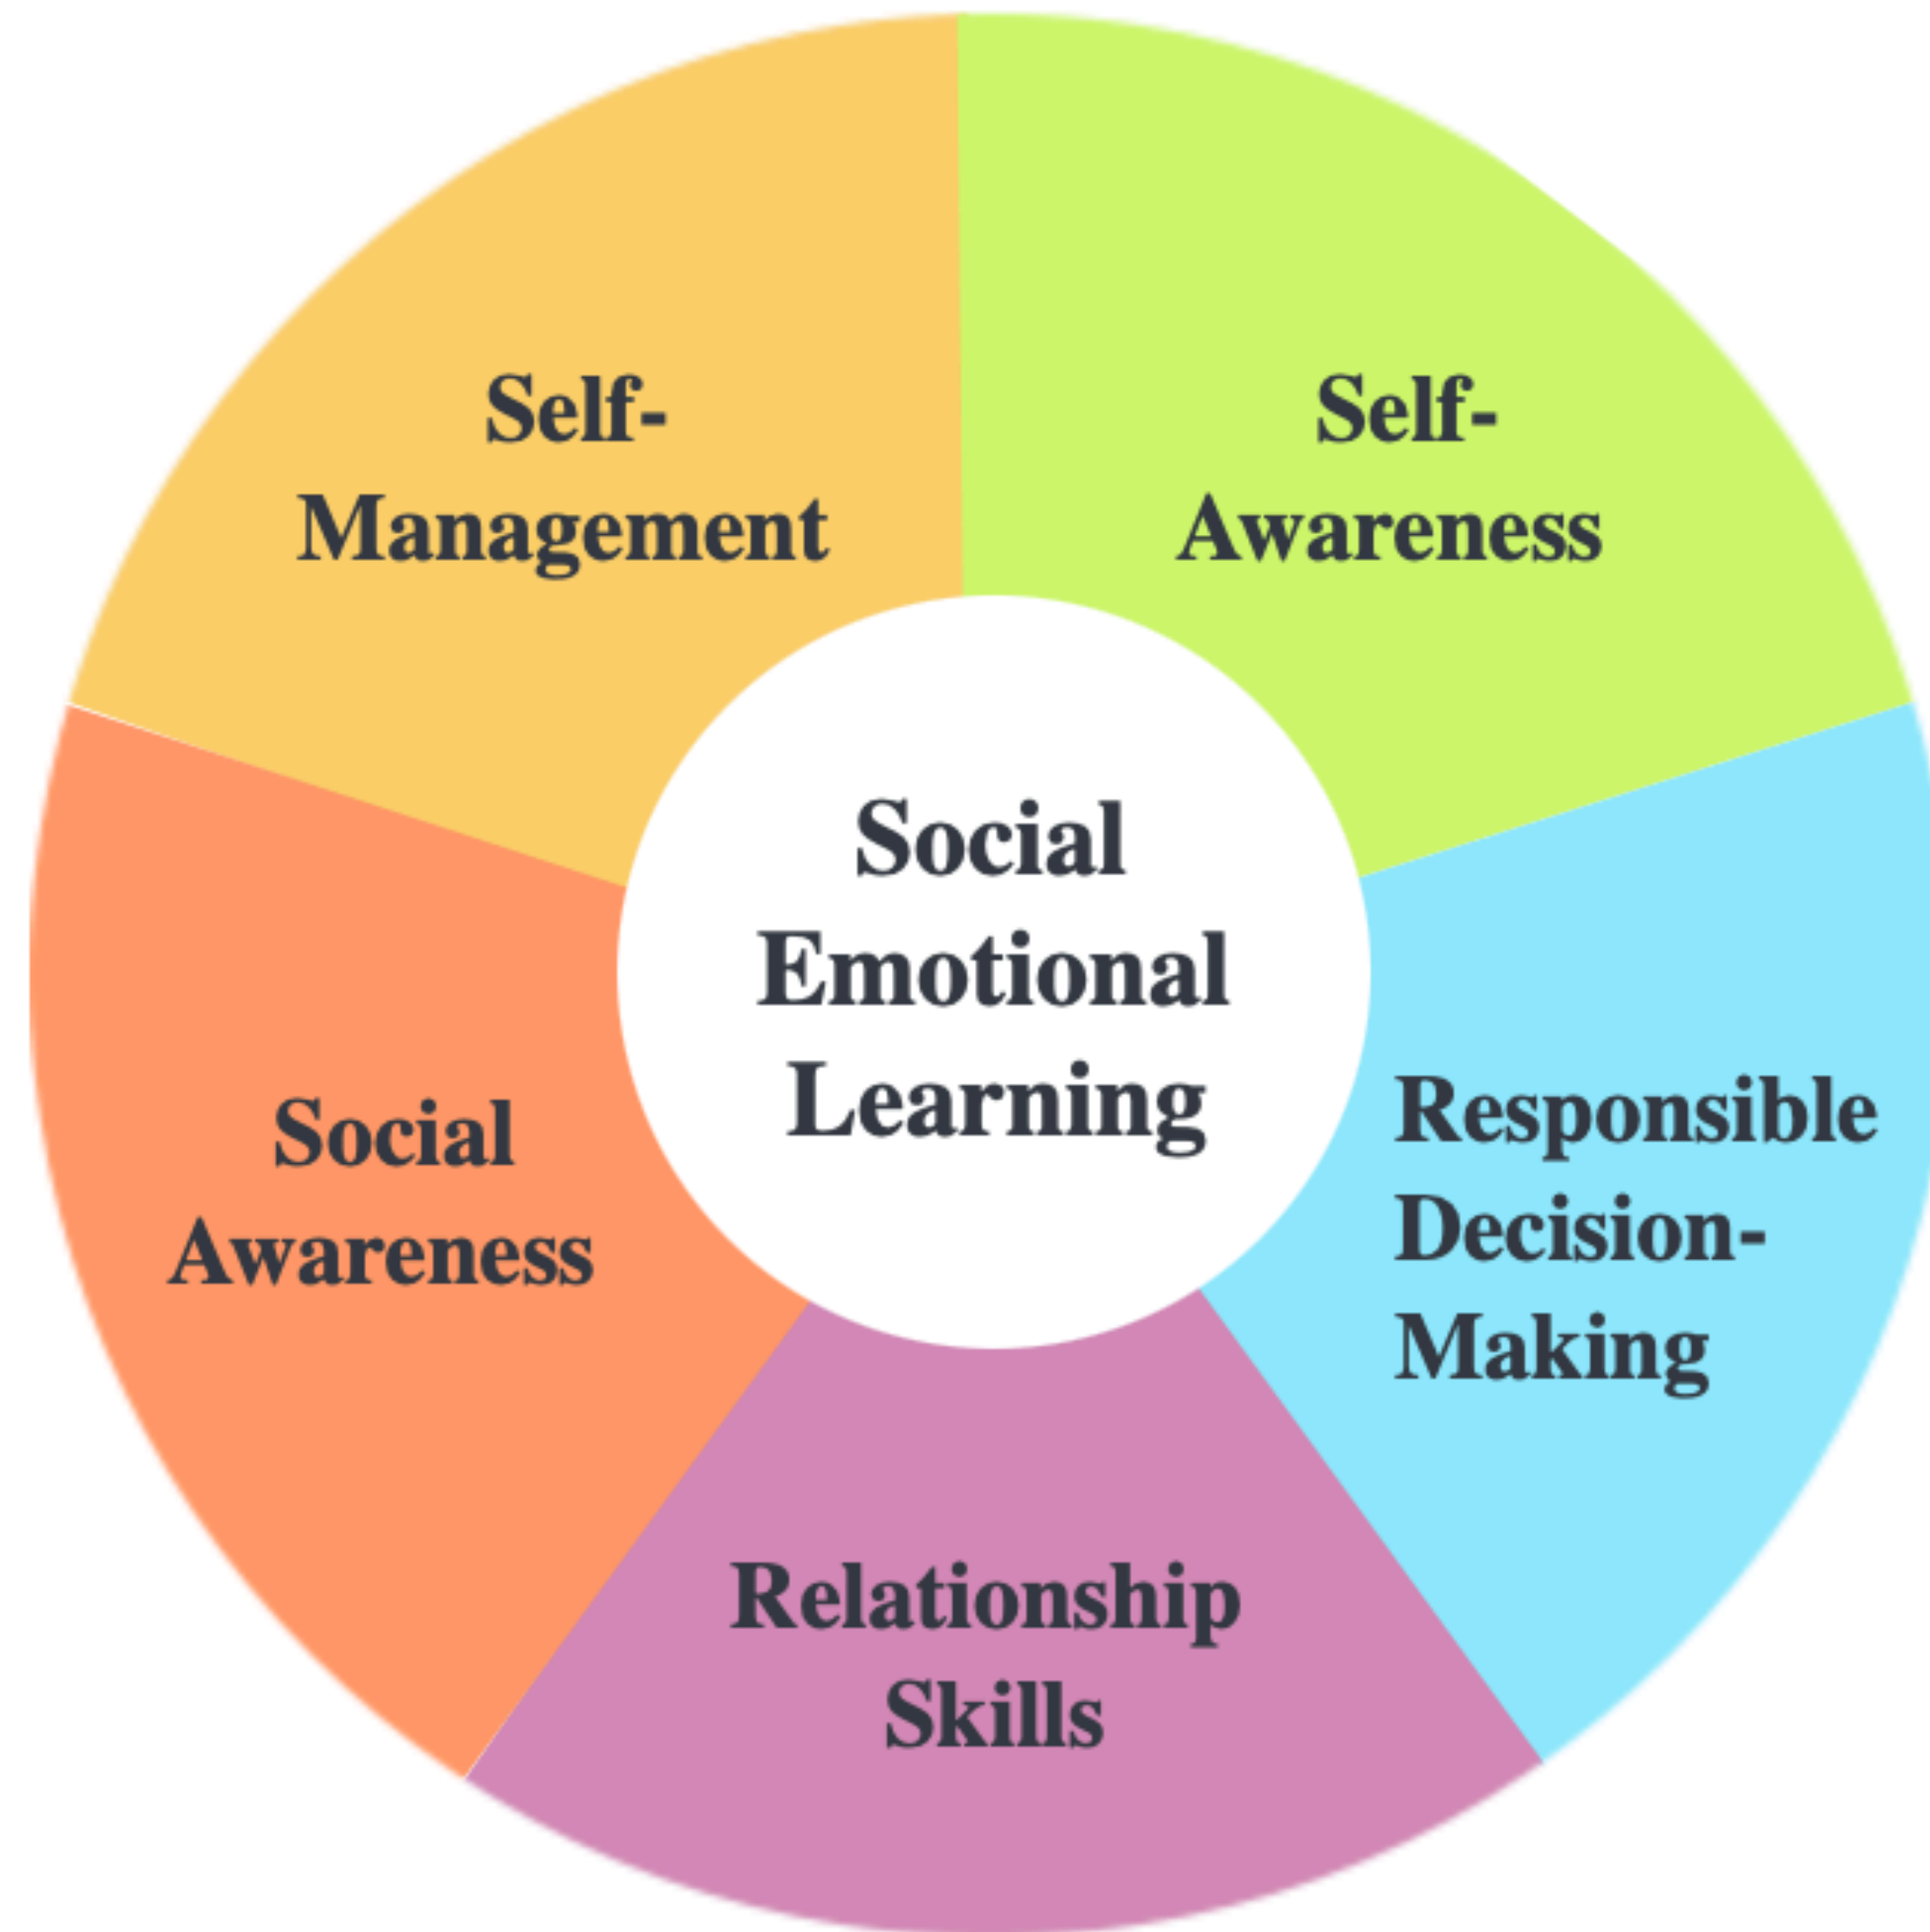 Self-
Management
Self-
Awareness
Social
Emotional
Learning
Social
Awareness
Responsible
Decision-
Making
Relationship
Skills